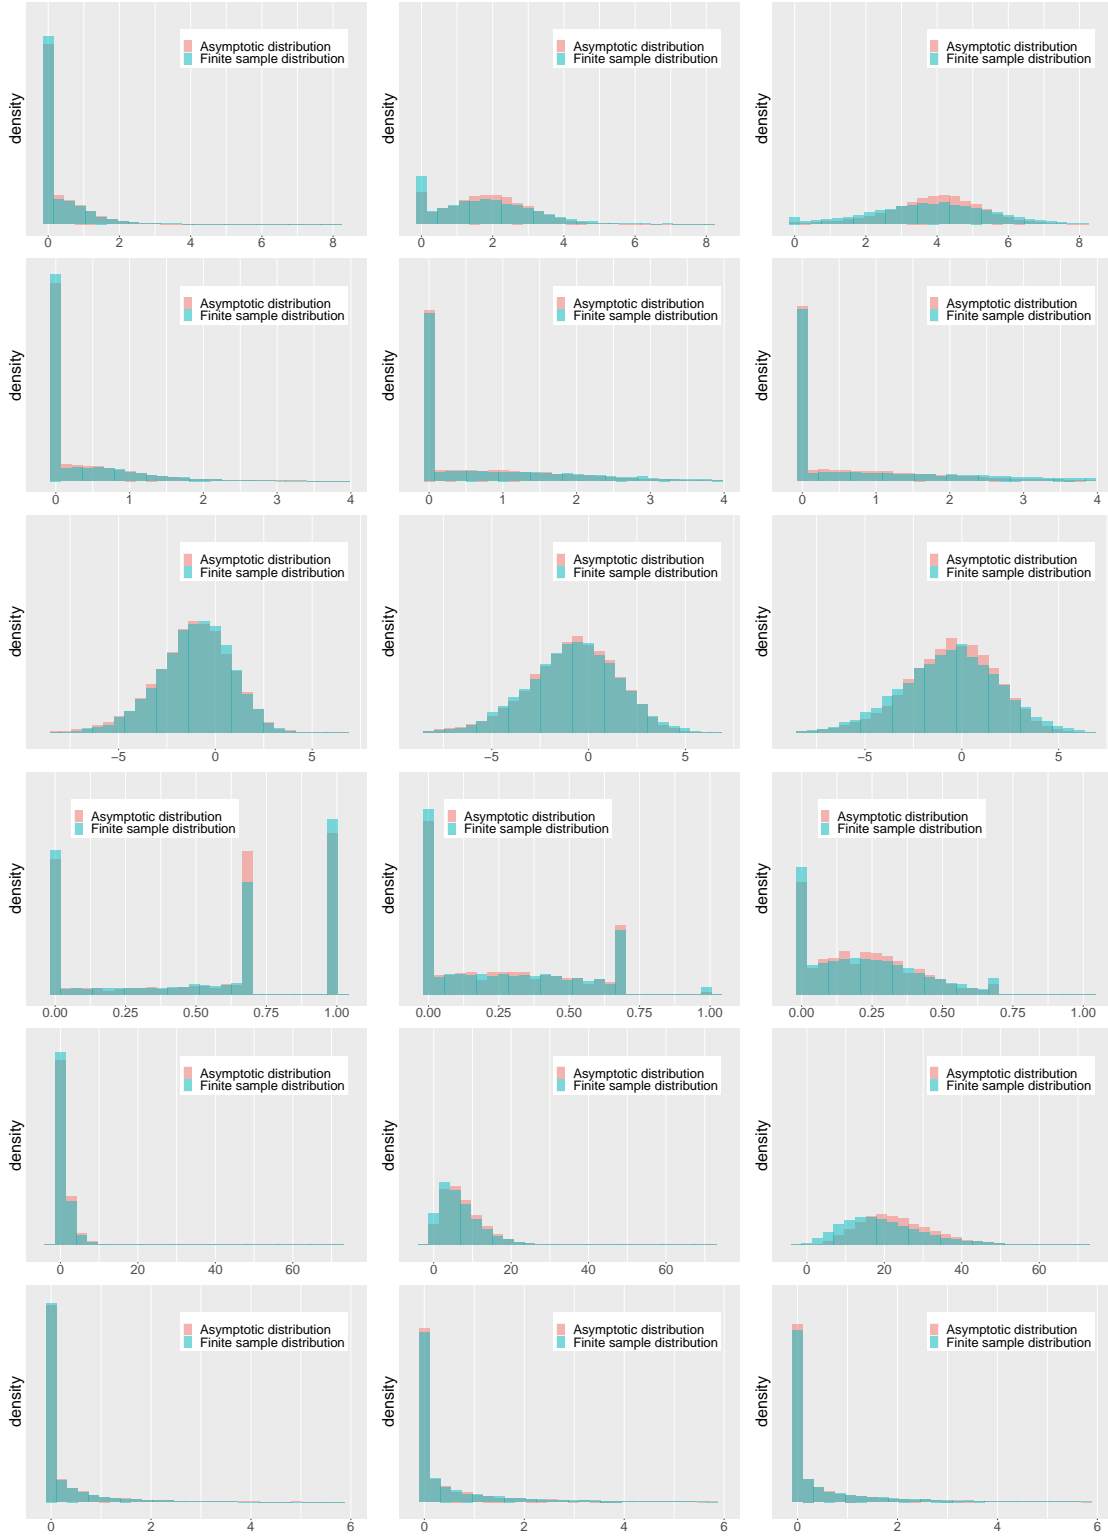 density
Asymptotic distribution
Finite sample distribution
0 2 4 6 8
density
Asymptotic distribution
Finite sample distribution
0 2 4 6 8
density
Asymptotic distribution
Finite sample distribution
0 2 4 6 8
density
Asymptotic distribution
Finite sample distribution
0 1 2 3 4
density
Asymptotic distribution
Finite sample distribution
0 1 2 3 4
density
Asymptotic distribution
Finite sample distribution
0 1 2 3 4
density
Asymptotic distribution
Finite sample distribution
−5 0 5
density
Asymptotic distribution
Finite sample distribution
−5 0 5
density
Asymptotic distribution
Finite sample distribution
−5 0 5
density
Asymptotic distribution
Finite sample distribution
0.00 0.25 0.50 0.75 1.00
density
Asymptotic distribution
Finite sample distribution
0.00 0.25 0.50 0.75 1.00
density
Asymptotic distribution
Finite sample distribution
0.00 0.25 0.50 0.75 1.00
density
Asymptotic distribution
Finite sample distribution
0 20 40 60
density
Asymptotic distribution
Finite sample distribution
0 20 40 60
density
Asymptotic distribution
Finite sample distribution
0 20 40 60
density
Asymptotic distribution
Finite sample distribution
0 2 4 6
density
Asymptotic distribution
Finite sample distribution
0 2 4 6
density
Asymptotic distribution
Finite sample distribution
0 2 4 6